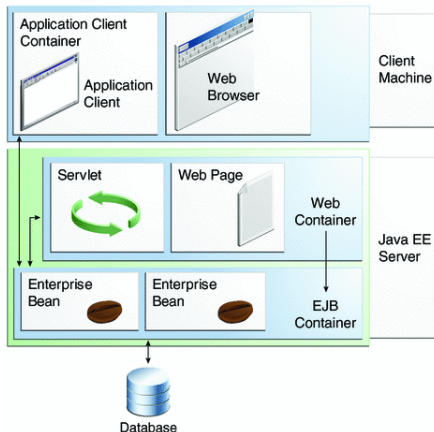 Application Client
Container
Application
Client
Web
Browser
Client
Machine
Servlet
Web Page
Web
Container
Java EE
Server
Enterprise
Bean
Enterprise
Bean
EJB
Container
Database